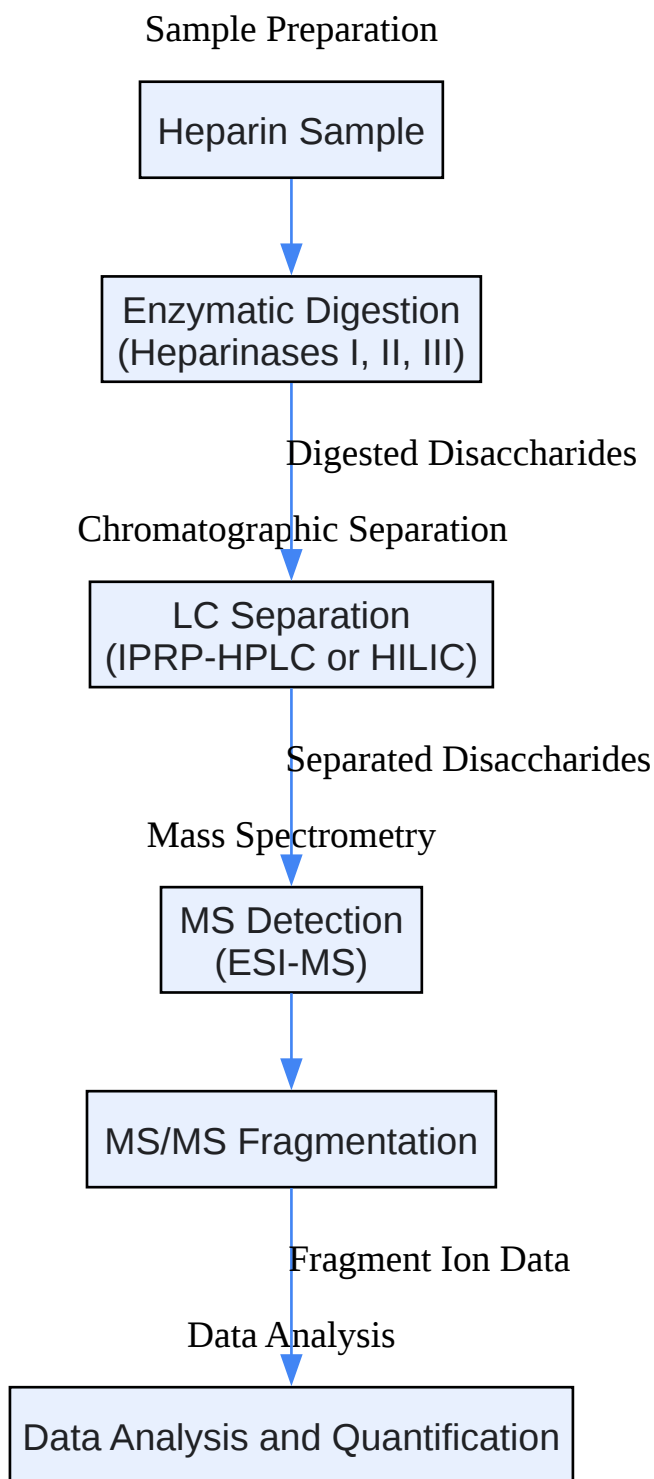 Sample Preparation
Heparin Sample
Enzymatic Digestion
(Heparinases I, II, III)
Digested Disaccharides
Chromatographic Separation
LC Separation
(IPRP-HPLC or HILIC)
Separated Disaccharides
Mass Spectrometry
MS Detection
(ESI-MS)
MS/MS Fragmentation
Fragment Ion Data
Data Analysis
Data Analysis and Quantification